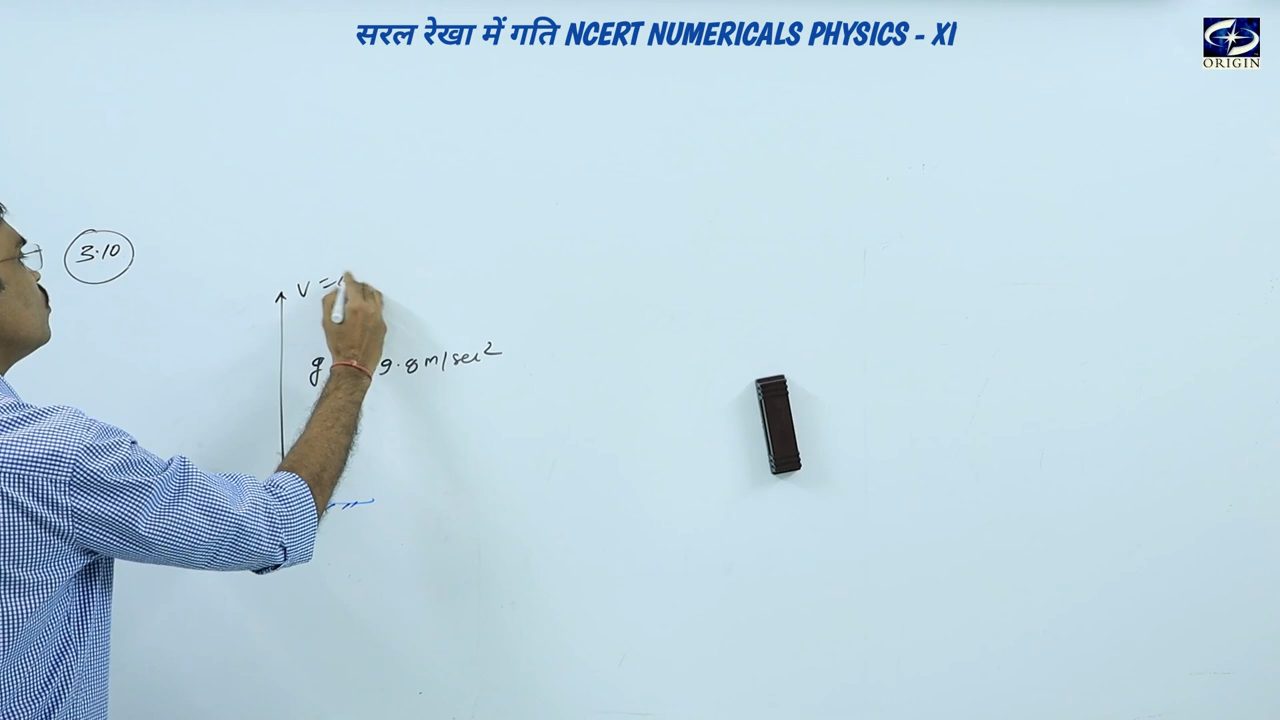 सरल रेखा में गति NCERT NUMERICALS PHYSICS - XI
ORIGIN
3.10
V =
g 9.8 m/sec²